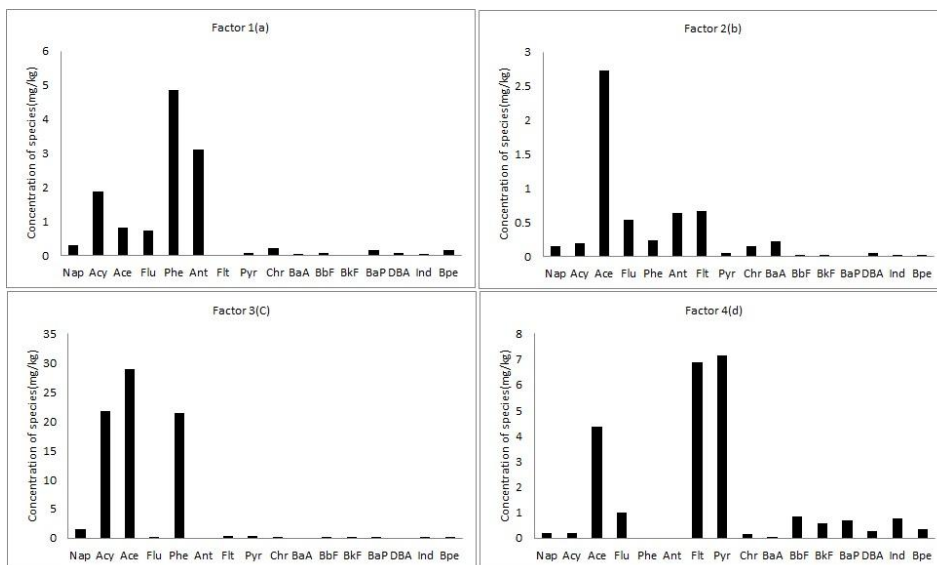 Factor 1(a)
Concentration of species(mg/kg)
6
5
4
3
2
1
0
Nap Acy Ace Flu Phe Ant Flt Pyr Chr BaA BbF BkF BaP DBA Ind Bpe
Factor 2(b)
Concentration of species(mg/kg)
3
2.5
2
1.5
1
0.5
0
Nap Acy Ace Flu Phe Ant Flt Pyr Chr BaA BbF BkF BaP DBA Ind Bpe
Factor 3(C)
Concentration of species(mg/kg)
35
30
25
20
15
10
5
0
Nap Acy Ace Flu Phe Ant Flt Pyr Chr BaA BbF BkF BaP DBA Ind Bpe
Factor 4(d)
Concentration of species(mg/kg)
8
7
6
5
4
3
2
1
0
Nap Acy Ace Flu Phe Ant Flt Pyr Chr BaA BbF BkF BaP DBA Ind Bpe